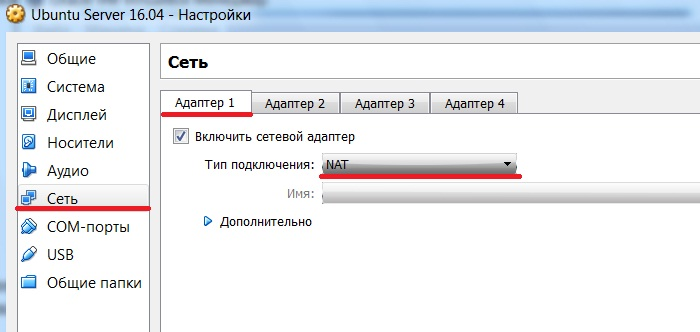 Ubuntu Server 16.04 - Настройки
Общие
Система
Дисплей
Носители
Аудио
Сеть
COM-порты
USB
Общие папки
Сеть
Адаптер 1
Адаптер 2
Адаптер 3
Адаптер 4
Включить сетевой адаптер
Тип подключения: NAT
Имя:
Дополнительно